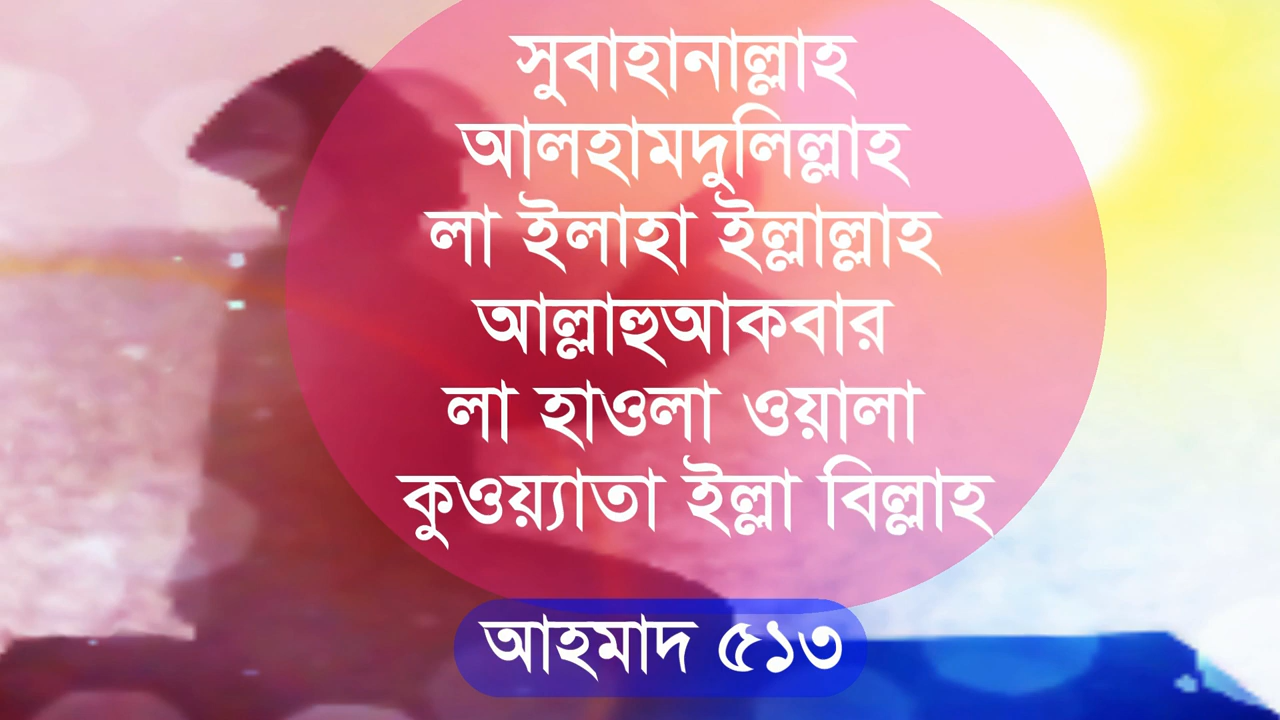 সুবাহানাল্লাহ
আলহামদুলিল্লাহ
লা ইলাহা ইল্লাল্লাহ
আল্লাহুআকবার
লা হাওলা ওয়ালা
কুওয়্যাতা ইল্লা বিল্লাহ
আহমাদ ৫১৩